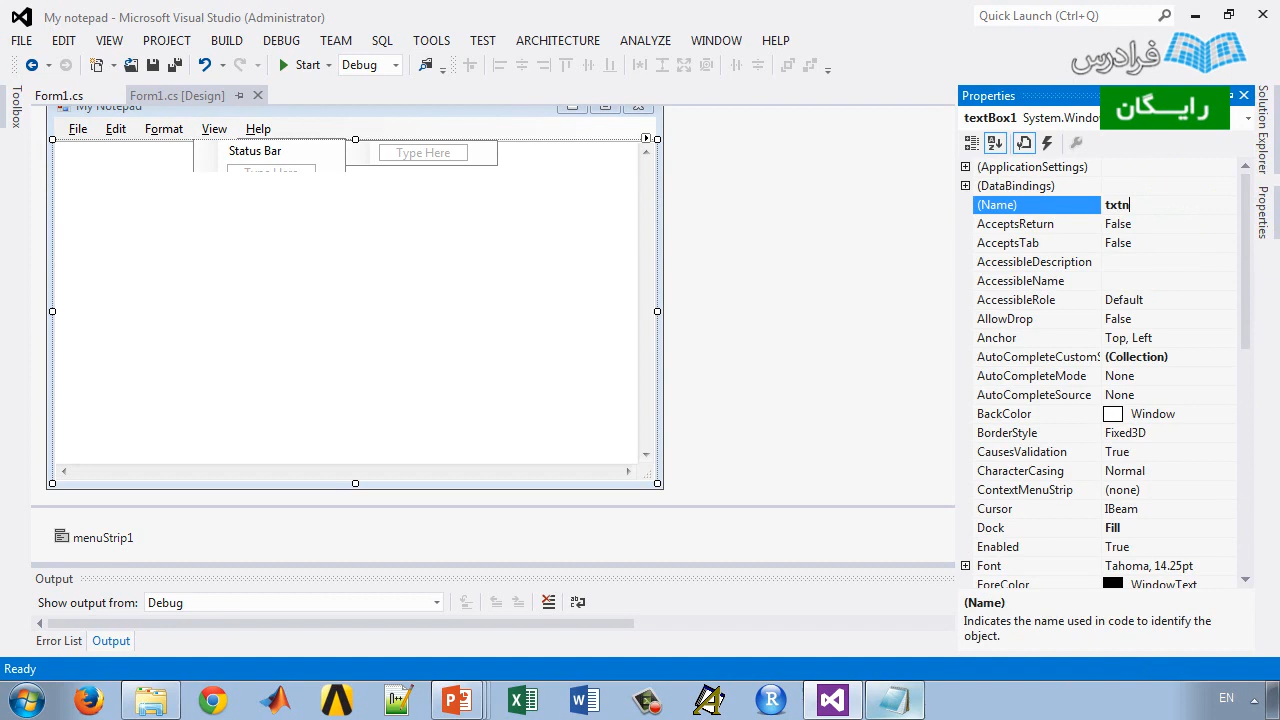 My notepad - Microsoft Visual Studio (Administrator)
Quick Launch (Ctrl+Q)
FILE EDIT VIEW PROJECT BUILD DEBUG TEAM SQL TOOLS TEST ARCHITECTURE ANALYZE WINDOW HELP
فرادرس
Start Debug
Toolbox
Form1.cs Form1.cs [Design]
My Notepad
File Edit Format View Help
Status Bar
Type Here
Type Here
menuStrip1
Output
Show output from: Debug
Error List Output
Properties
رایـگان
textBox1 System.Windo
(ApplicationSettings)
(DataBindings)
(Name) txtn
AcceptsReturn False
AcceptsTab False
AccessibleDescription
AccessibleName
AccessibleRole Default
AllowDrop False
Anchor Top, Left
AutoCompleteCustomS (Collection)
AutoCompleteMode None
AutoCompleteSource None
BackColor Window
BorderStyle Fixed3D
CausesValidation True
CharacterCasing Normal
ContextMenuStrip (none)
Cursor IBeam
Dock Fill
Enabled True
Font Tahoma, 14.25pt
ForeColor WindowText
(Name)
Indicates the name used in code to identify the
object.
Solution Explorer
Properties
Ready
EN